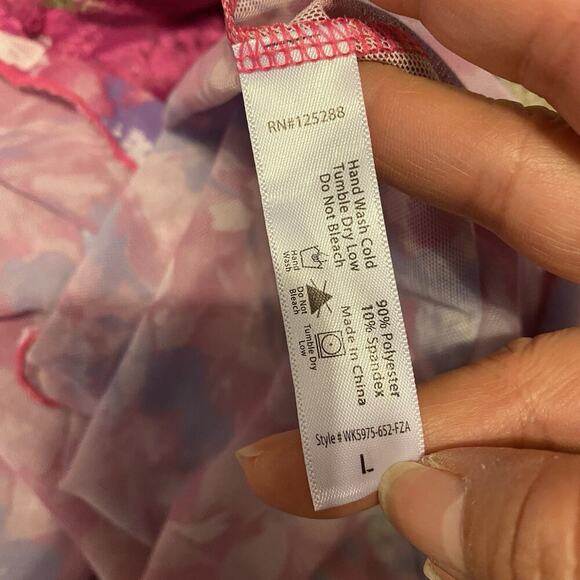 RN#125288
Hand Wash Cold
Tumble Dry Low
Do Not Bleach
Hand
Wash
Do Not
Bleach
Tumble Dry
Low
90% Polyester
10% Spandex
Made in China
Style # WK5975-652-FZA
L